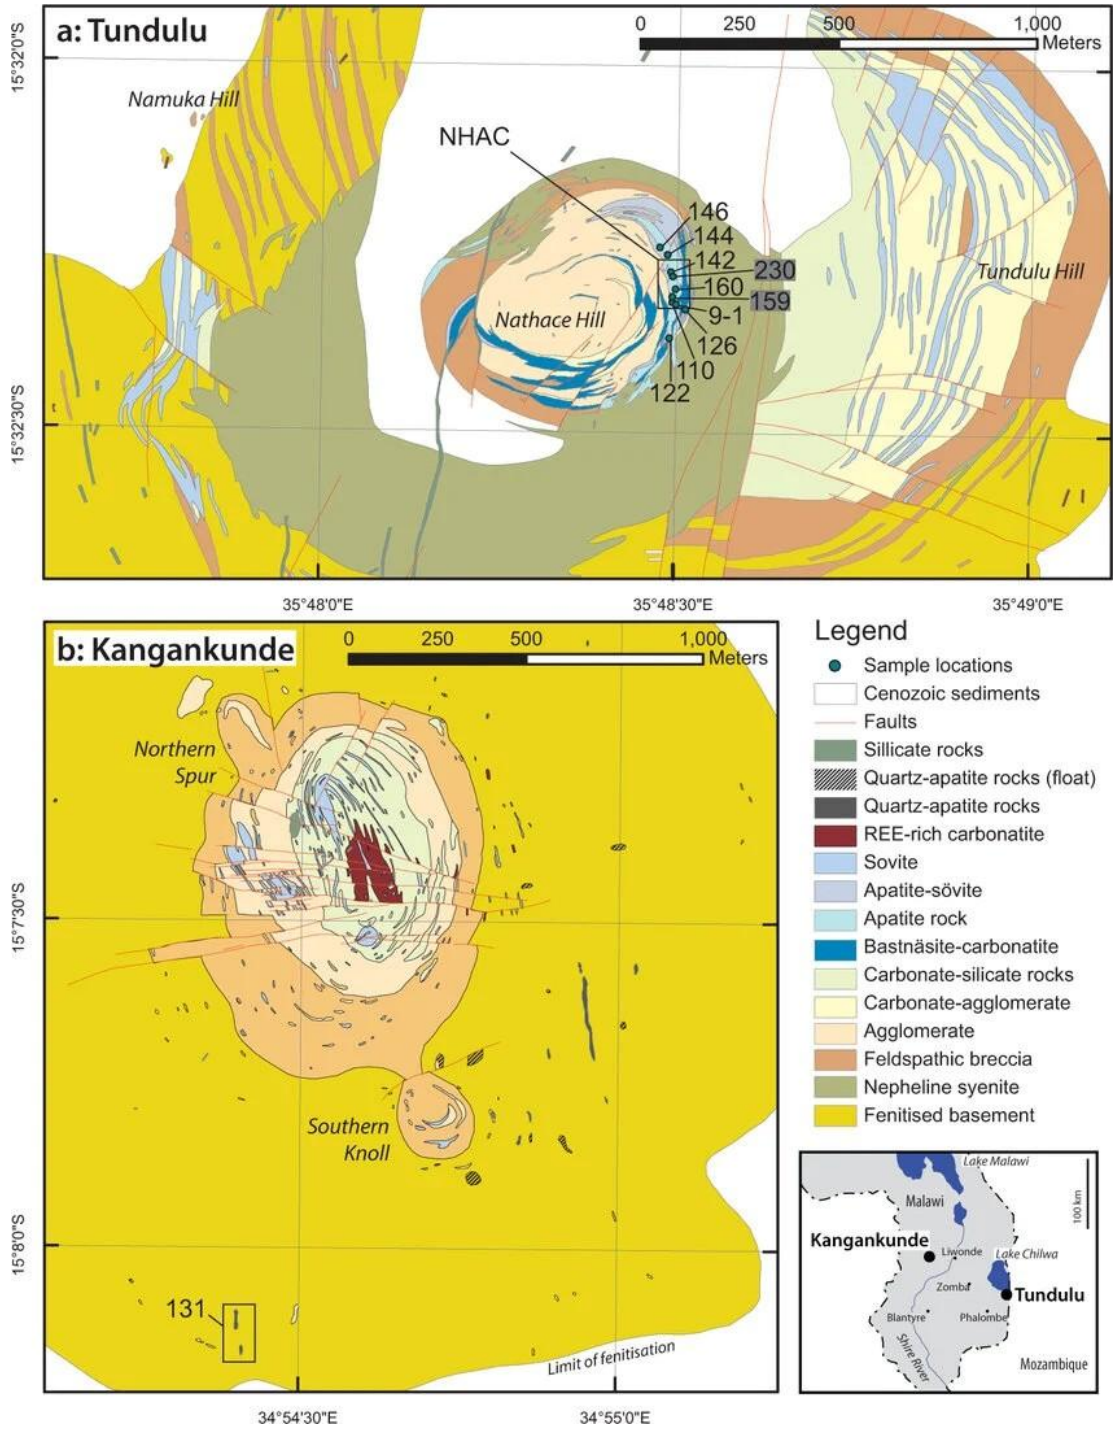 a: Tundulu
0 250 500 1,000
Meters
15°32'0"S
Namuka Hill
NHAC
146
144
142
230
160
159
9-1
126
110
122
Tundulu Hill
Nathace Hill
15°32'30"S
35°48'0"E 35°48'30"E 35°49'0"E
b: Kangankunde
0 250 500 1,000
Meters
Northern
Spur
15°7'30"S
Southern
Knoll
15°8'0"S
131
Limit of fenitisation
34°54'30"E 34°55'0"E
Legend
Sample locations
Cenozoic sediments
Faults
Sillicate rocks
Quartz-apatite rocks (float)
Quartz-apatite rocks
REE-rich carbonatite
Sovite
Apatite-sövite
Apatite rock
Bastnäsite-carbonatite
Carbonate-silicate rocks
Carbonate-agglomerate
Agglomerate
Feldspathic breccia
Nepheline syenite
Fenitised basement
Lake Malawi
Malawi
100 km
Kangankunde
Liwonde
Lake Chilwa
Zomba
Tundulu
Blantyre
Phalombe
Shire River
Mozambique